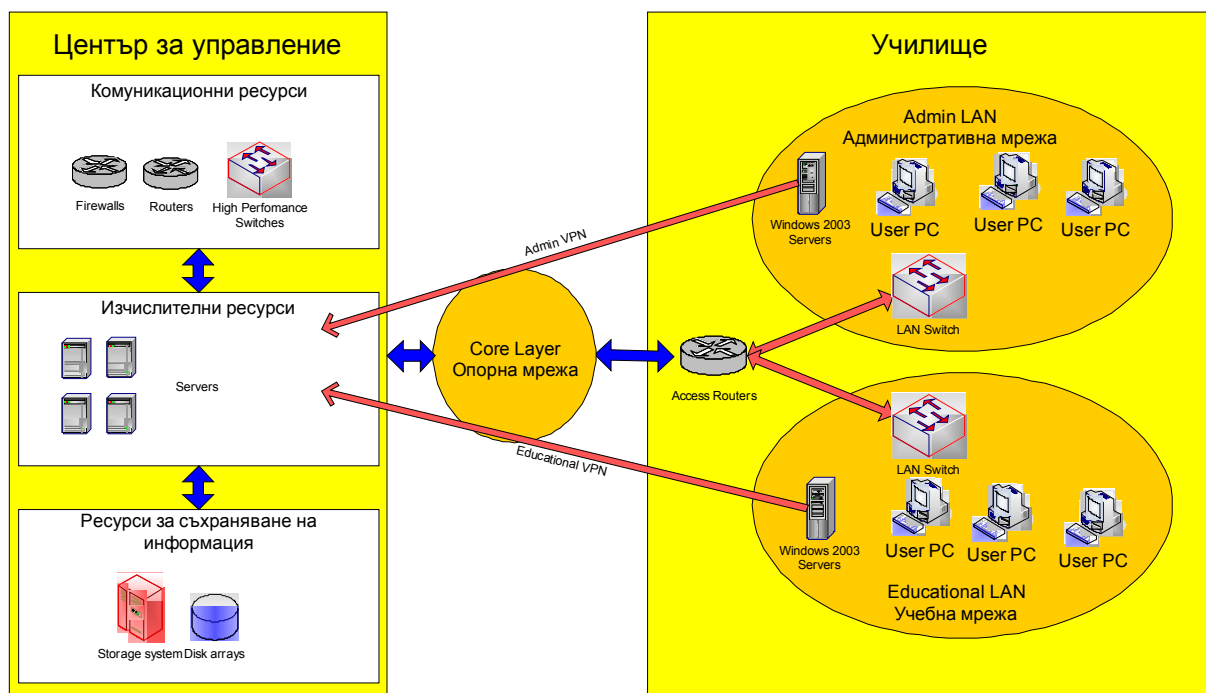 Център за управление
Комуникационни ресурси
Firewalls
Routers
High Perfomance
Switches
Изчислителни ресурси
Servers
Ресурси за съхраняване на
информация
Storage system
Disk arrays
Admin VPN
Core Layer
Опорна мрежа
Educational VPN
Училище
Admin LAN
Административна мрежа
Windows 2003
Servers
User PC
User PC
User PC
LAN Switch
Access Routers
LAN Switch
Windows 2003
Servers
User PC
User PC
User PC
Educational LAN
Учебна мрежа